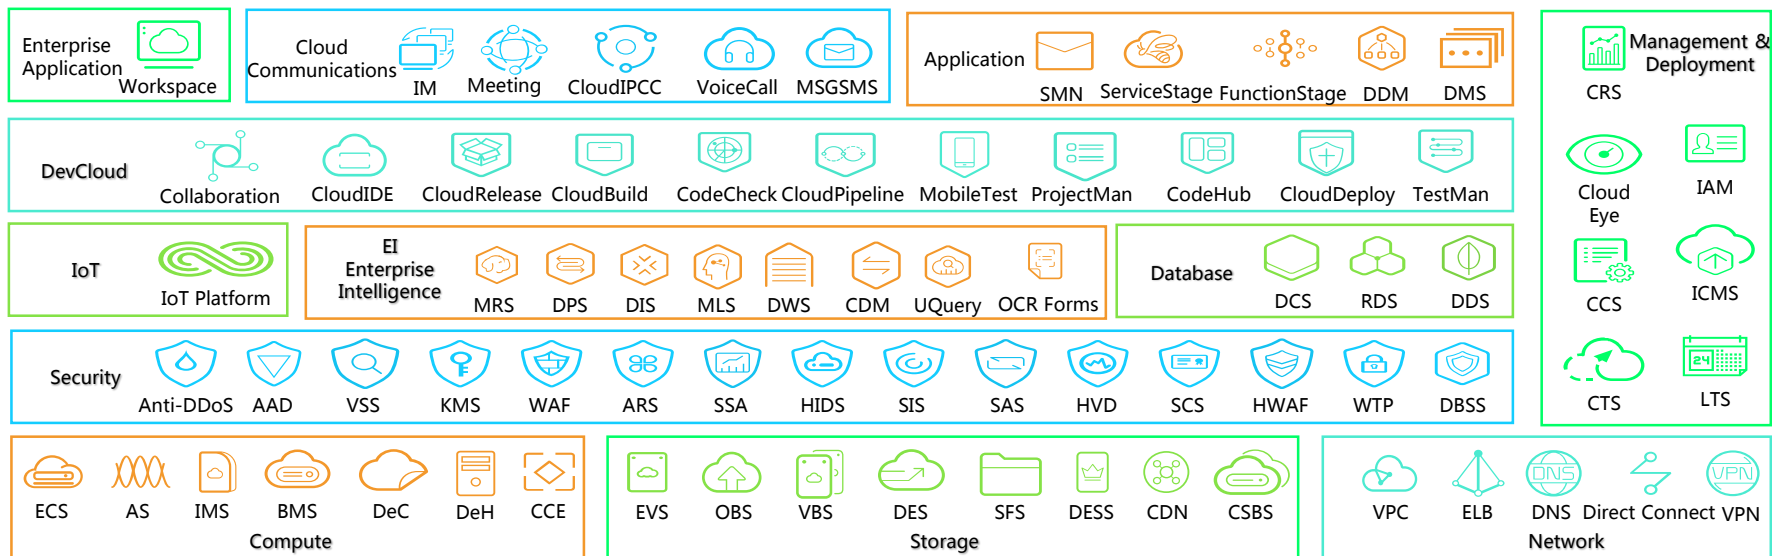 Enterprise
Application
Workspace
Cloud
Communications
IM
Meeting
CloudIPCC
VoiceCall
MSGSMS
Application
SMN
ServiceStage
FunctionStage
DDM
DMS
Management &
Deployment
CRS
Cloud
Eye
IAM
CCS
ICMS
CTS
24
LTS
DevCloud
Collaboration
CloudIDE
CloudRelease
CloudBuild
CodeCheck
CloudPipeline
MobileTest
ProjectMan
CodeHub
CloudDeploy
TestMan
IoT
IoT Platform
EI
Enterprise
Intelligence
MRS
DPS
DIS
MLS
DWS
CDM
UQuery
OCR Forms
Database
DCS
RDS
DDS
Security
Anti-DDoS
AAD
VSS
KMS
WAF
ARS
SSA
HIDS
SIS
SAS
HVD
SCS
HWAF
WTP
DBSS
ECS
AS
IMS
BMS
DeC
DeH
CCE
Compute
EVS
OBS
VBS
DES
SFS
DESS
CDN
CSBS
Storage
VPC
ELB
DNS
DNS
Direct Connect
VPN
VPN
Network